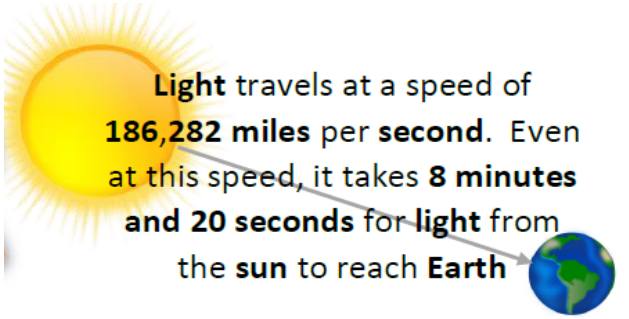 Light travels at a speed of
186,282 miles per second.  Even
at this speed, it takes 8 minutes
and 20 seconds for light from
the sun to reach Earth